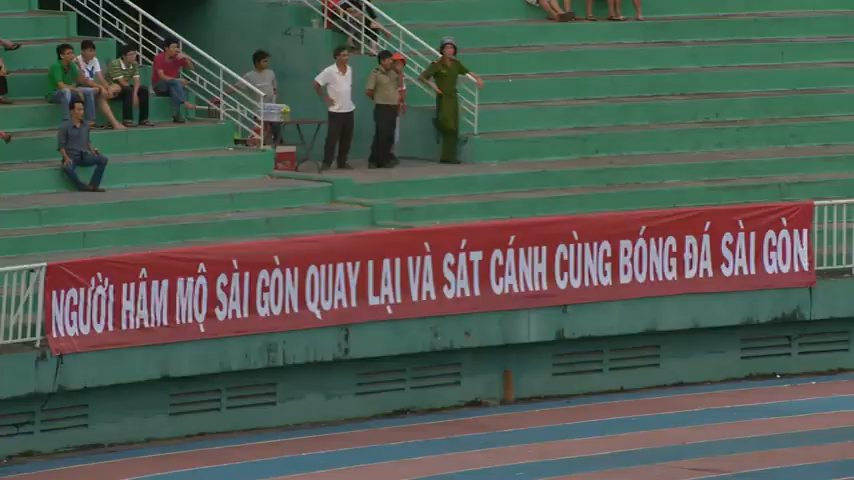 NGƯỜI HÂM MỘ SÀI GÒN QUAY LẠI VÀ SÁT CÁNH CÙNG BÓNG ĐÁ SÀI GÒN